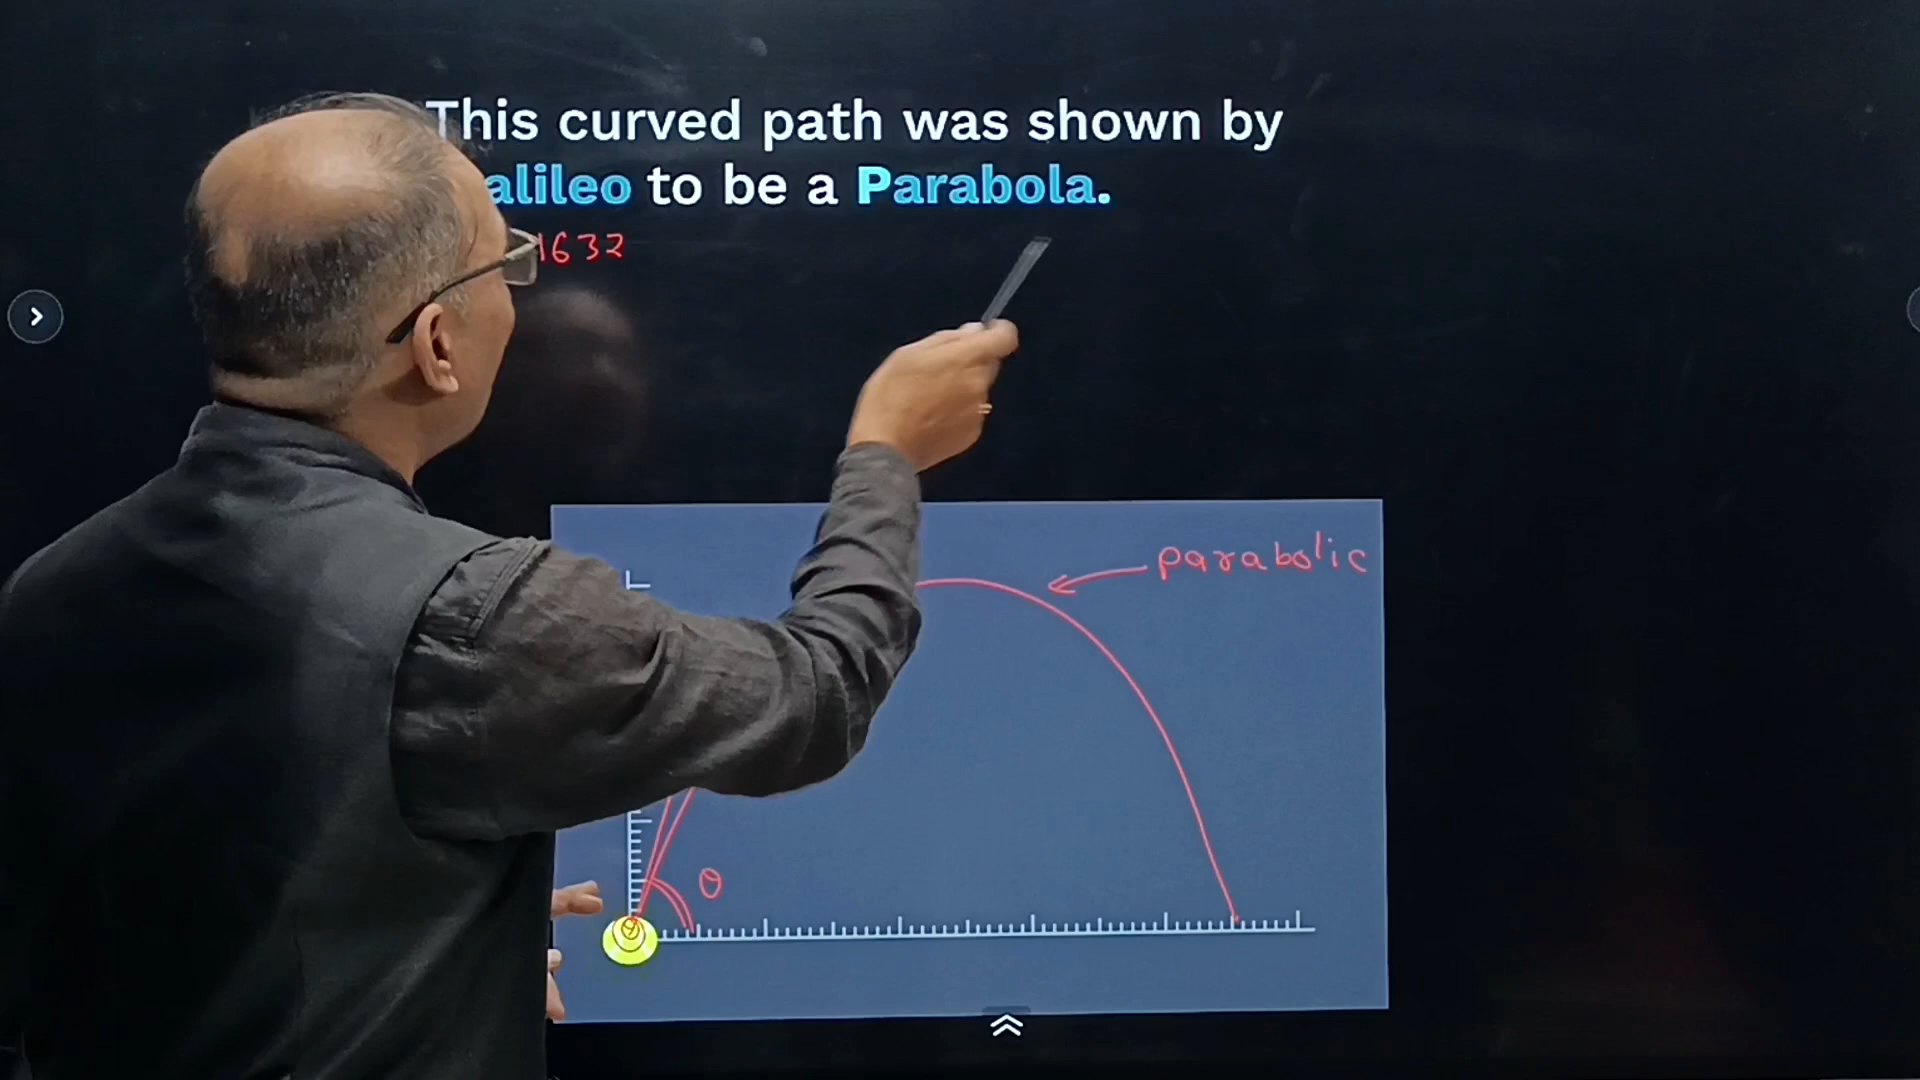 This curved path was shown by
alileo to be a Parabola.
1632
parabolic
θ